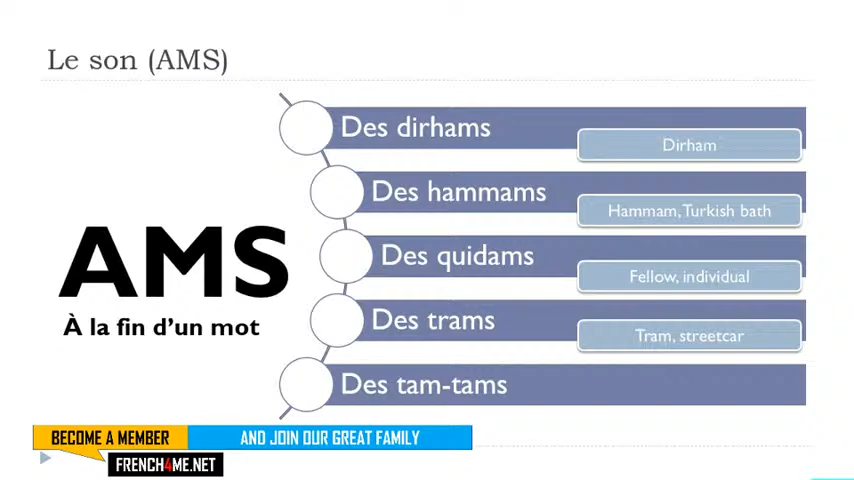 Le son (AMS)
Des dirhams
Dirham
Des hammams
Hammam, Turkish bath
AMS
À la fin d'un mot
Des quidams
Fellow, individual
Des trams
Tram, streetcar
Des tam-tams
BECOME A MEMBER
AND JOIN OUR GREAT FAMILY
FRENCH4ME.NET